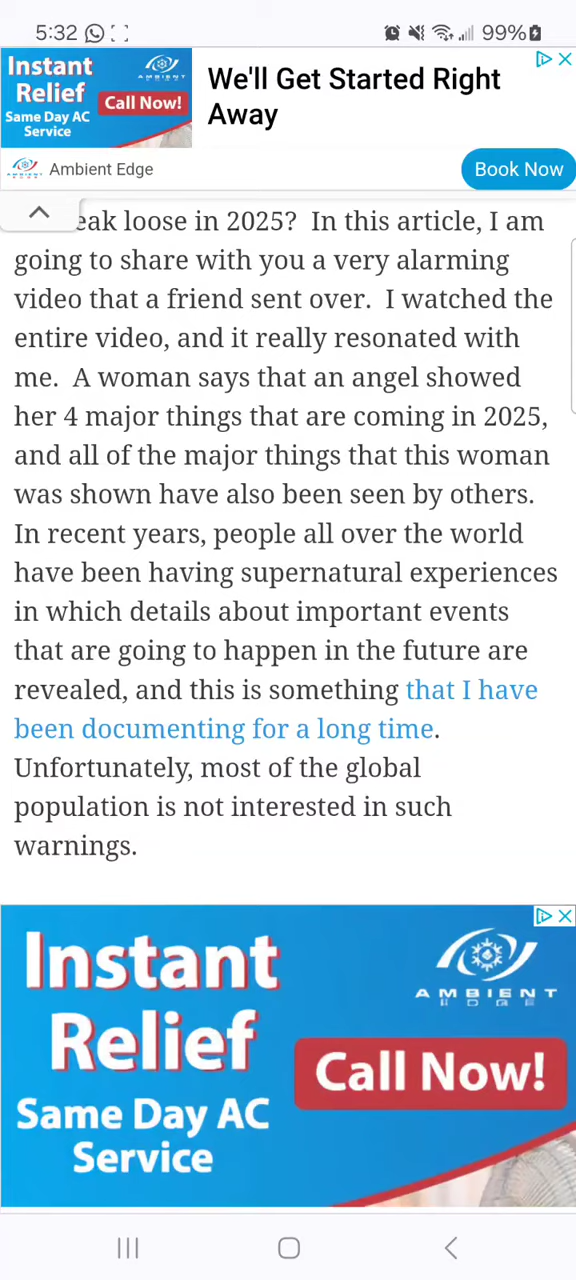 5:32
99%
Instant
Relief
Same Day AC
Service
Call Now!
AMBIENT
We'll Get Started Right
Away
Ambient Edge
Book Now
eak loose in 2025?  In this article, I am
going to share with you a very alarming
video that a friend sent over.  I watched the
entire video, and it really resonated with
me.  A woman says that an angel showed
her 4 major things that are coming in 2025,
and all of the major things that this woman
was shown have also been seen by others.
In recent years, people all over the world
have been having supernatural experiences
in which details about important events
that are going to happen in the future are
revealed, and this is something that I have
been documenting for a long time.
Unfortunately, most of the global
population is not interested in such
warnings.
Instant
Relief
Same Day AC
Service
AMBIENT
EDGE
Call Now!